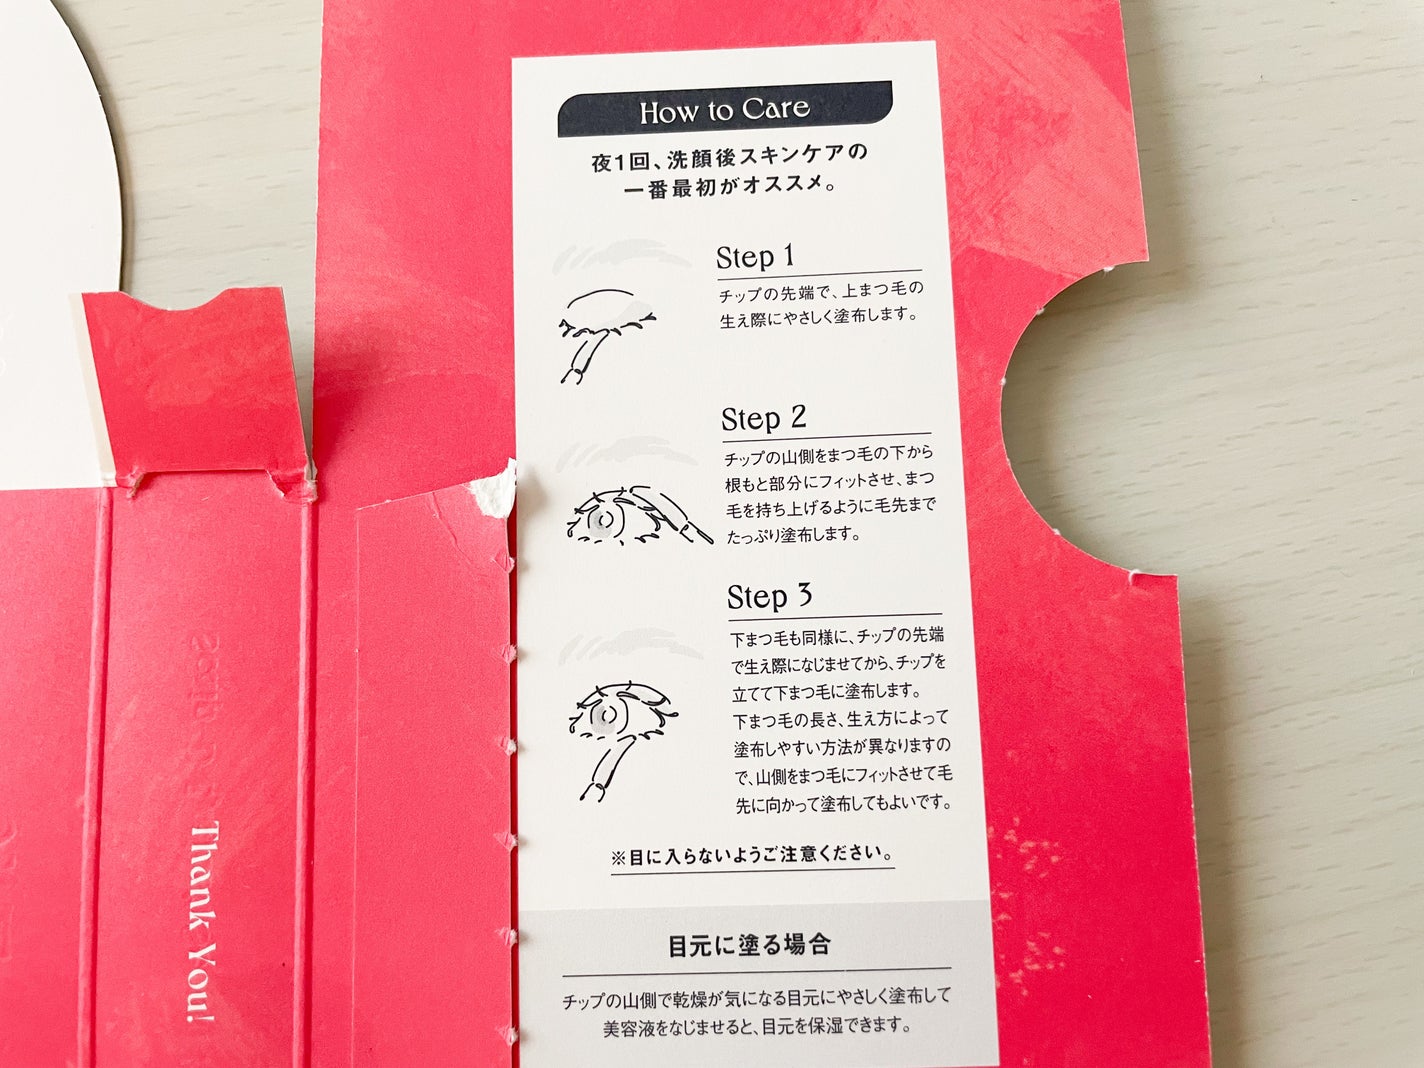 How to Care
夜1回、洗顔後スキンケアの
一番最初がオススメ。
Step 1
チップの先端で、上まつ毛の
生え際にやさしく塗布します。
Step 2
チップの山側をまつ毛の下から
根もと部分にフィットさせ、まつ
毛を持ち上げるように毛先まで
たっぷり塗布します。
Step 3
下まつ毛も同様に、チップの先端
で生え際になじませてから、チップを
立てて下まつ毛に塗布します。
下まつ毛の長さ、生え方によって
塗布しやすい方法が異なりますの
で、山側をまつ毛にフィットさせて毛
先に向かって塗布してもよいです。
※目に入らないようご注意ください。
目元に塗る場合
チップの山側で乾燥が気になる目元にやさしく塗布して
美容液をなじませると、目元を保湿できます。
Thank You!